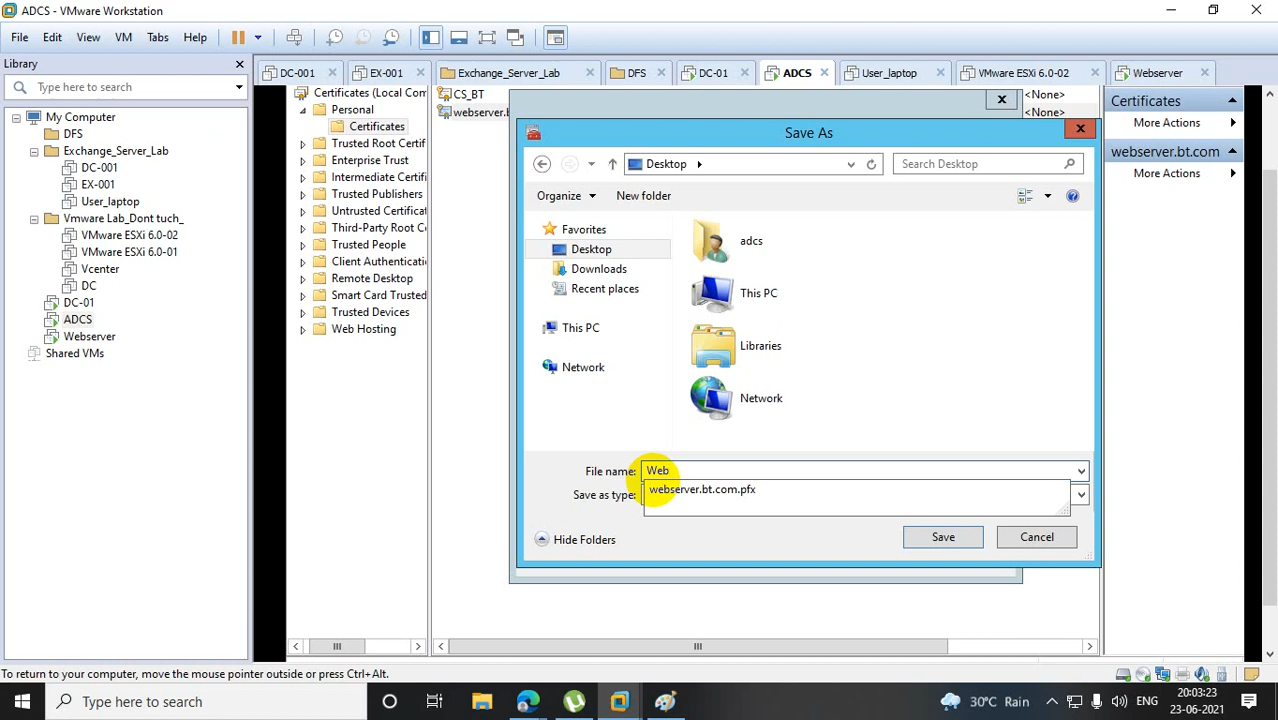 ADCS - VMware Workstation
File Edit View VM Tabs Help
Library
Type here to search
My Computer
DFS
Exchange_Server_Lab
DC-001
EX-001
User_laptop
Vmware Lab_Dont tuch_
VMware ESXi 6.0-02
VMware ESXi 6.0-01
Vcenter
DC
DC-01
ADCS
Webserver
Shared VMs
DC-001 EX-001 Exchange_Server_Lab DFS DC-01 ADCS User_laptop VMware ESXi 6.0-02 Webserver
Certificates (Local Com
Personal
Certificates
Trusted Root Certif
Enterprise Trust
Intermediate Certifi
Trusted Publishers
Untrusted Certificat
Third-Party Root C
Trusted People
Client Authenticati
Remote Desktop
Smart Card Trusted
Trusted Devices
Web Hosting
CS_BT <None>
webserver.b <None>
Save As
Desktop
Search Desktop
Organize New folder
Favorites
Desktop
Downloads
Recent places
This PC
Network
adcs
This PC
Libraries
Network
File name: Web
webserver.bt.com.pfx
Save as type:
Hide Folders
Save Cancel
Certificates
More Actions
webserver.bt.com
More Actions
To return to your computer, move the mouse pointer outside or press Ctrl+Alt.
Type here to search
30°C Rain
ENG
20:03:23
23-06-2021